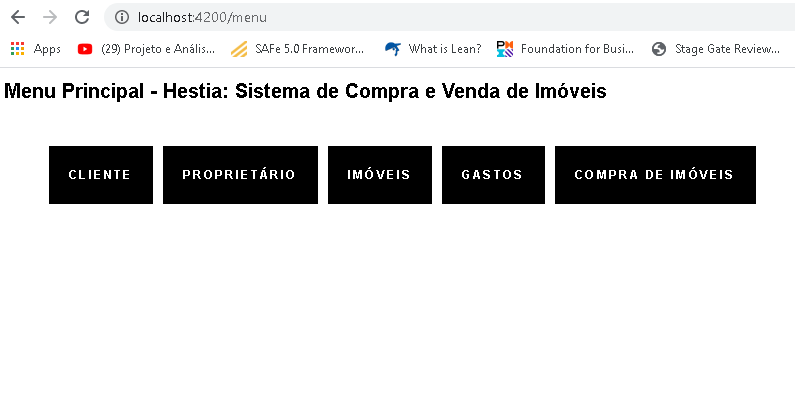 localhost:4200/menu
Apps (29) Projeto e Anális... SAFe 5.0 Framewor... What is Lean? Foundation for Busi... Stage Gate Review...
Menu Principal - Hestia: Sistema de Compra e Venda de Imóveis
CLIENTE PROPRIETÁRIO IMÓVEIS GASTOS COMPRA DE IMÓVEIS